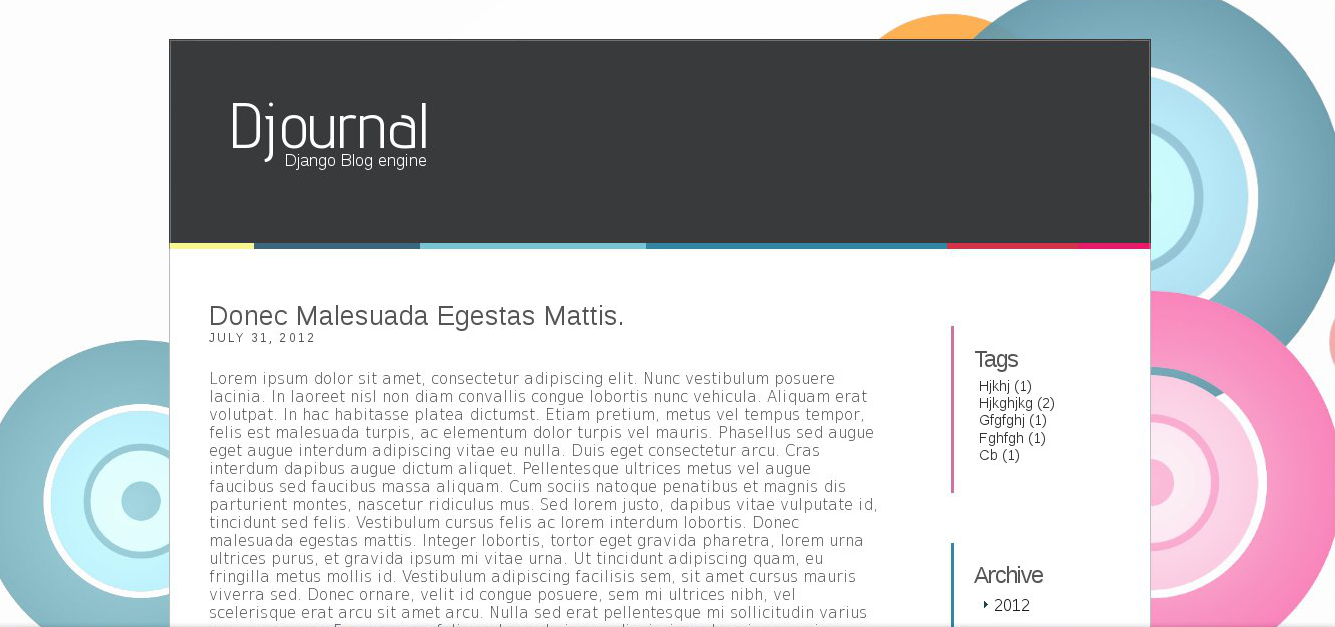 Djournal
Django Blog engine
Donec Malesuada Egestas Mattis.
JULY 31, 2012
Lorem ipsum dolor sit amet, consectetur adipiscing elit. Nunc vestibulum posuere
lacinia. In laoreet nisl non diam convallis congue lobortis nunc vehicula. Aliquam erat
volutpat. In hac habitasse platea dictumst. Etiam pretium, metus vel tempus tempor,
felis est malesuada turpis, ac elementum dolor turpis vel mauris. Phasellus sed augue
eget augue interdum adipiscing vitae eu nulla. Duis eget consectetur arcu. Cras
interdum dapibus augue dictum aliquet. Pellentesque ultrices metus vel augue
faucibus sed faucibus massa aliquam. Cum sociis natoque penatibus et magnis dis
parturient montes, nascetur ridiculus mus. Sed lorem justo, dapibus vitae vulputate id,
tincidunt sed felis. Vestibulum cursus felis ac lorem interdum lobortis. Donec
malesuada egestas mattis. Integer lobortis, tortor eget gravida pharetra, lorem urna
ultrices purus, et gravida ipsum mi vitae urna. Ut tincidunt adipiscing quam, eu
fringilla metus mollis id. Vestibulum adipiscing facilisis sem, sit amet cursus mauris
viverra sed. Donec ornare, velit id congue posuere, sem mi ultrices nibh, vel
scelerisque erat arcu sit amet arcu. Nulla sed erat pellentesque mi sollicitudin varius
Tags
Hjkhj (1)
Hjkghjkg (2)
Gfgfghj (1)
Fghfgh (1)
Cb (1)
Archive
2012